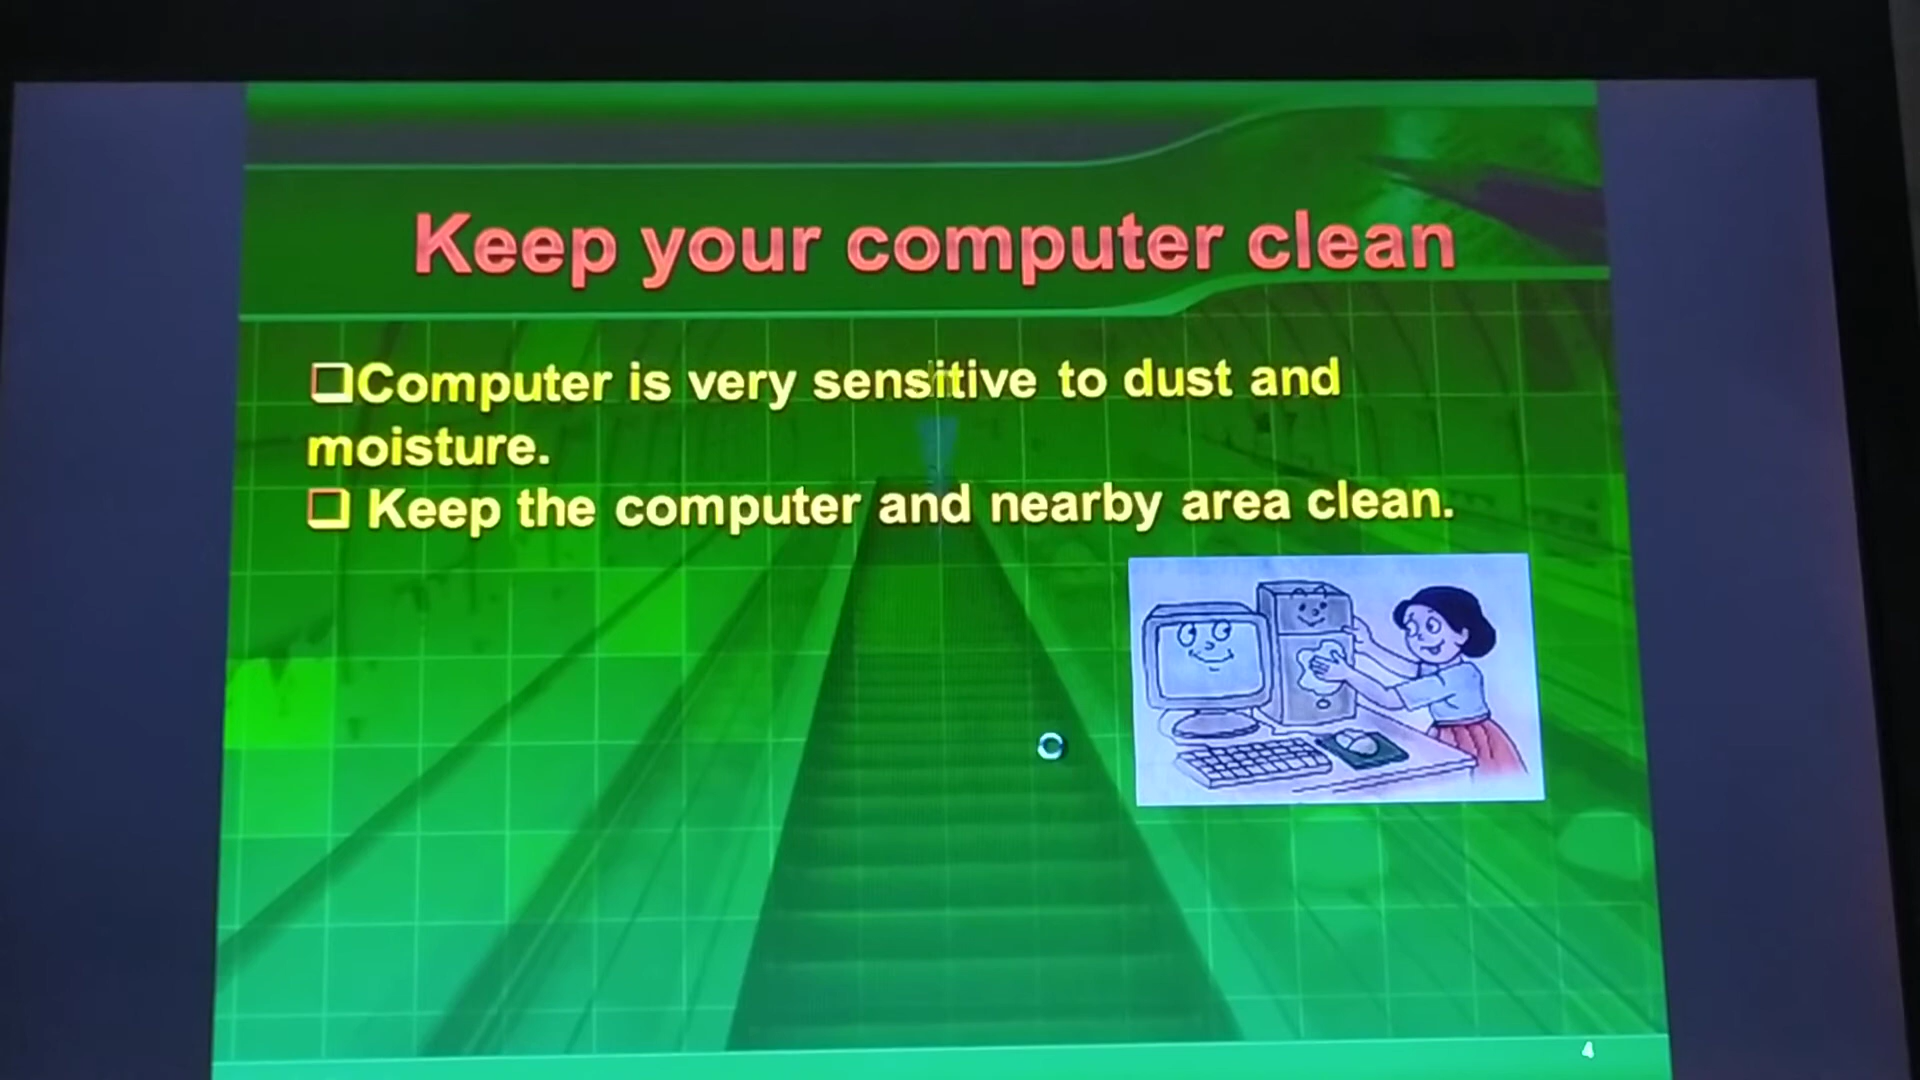 Keep your computer clean
❑Computer is very sensitive to dust and
moisture.
❑ Keep the computer and nearby area clean.
4